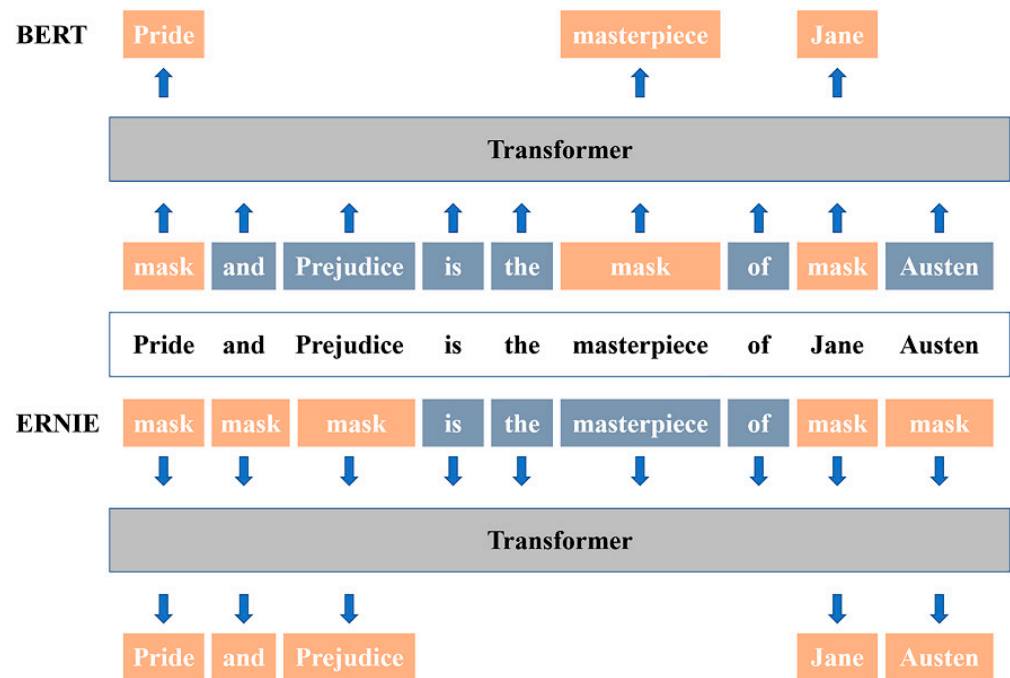 BERT Pride masterpiece Jane
Transformer
mask and Prejudice is the mask of mask Austen
Pride and Prejudice is the masterpiece of Jane Austen
ERNIE mask mask mask is the masterpiece of mask mask
Transformer
Pride and Prejudice Jane Austen